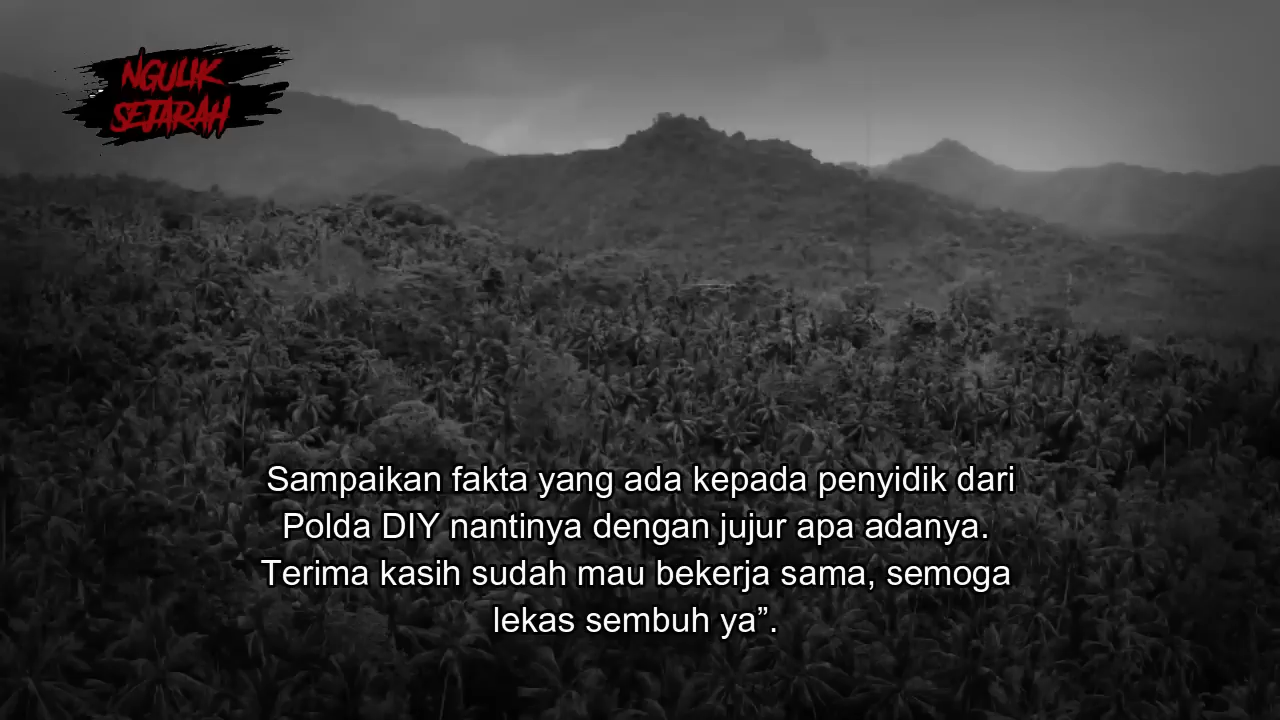 NGULIK
SEJARAH
Sampaikan fakta yang ada kepada penyidik dari
Polda DIY nantinya dengan jujur apa adanya.
Terima kasih sudah mau bekerja sama, semoga
lekas sembuh ya”.